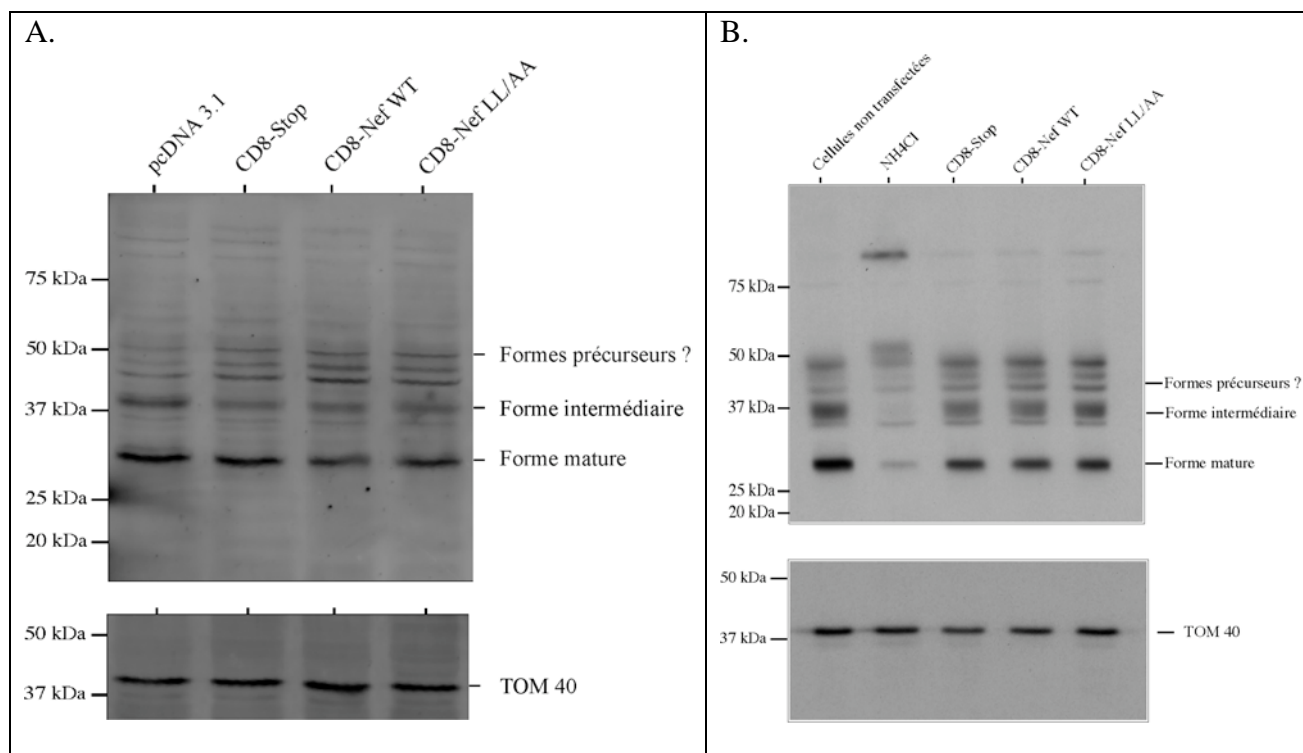 A.
pcDNA 3.1
CD8-Stop
CD8-Nef WT
CD8-Nef LL/AA
75 kDa
50 kDa
37 kDa
25 kDa
20 kDa
Formes précurseurs ?
Forme intermédiaire
Forme mature
50 kDa
37 kDa
TOM 40
B.
Cellules non transfectées
NH4Cl
CD8-Stop
CD8-Nef WT
CD8-Nef LL/AA
75 kDa
50 kDa
37 kDa
25 kDa
20 kDa
Formes précurseurs ?
Forme intermédiaire
Forme mature
50 kDa
37 kDa
TOM 40